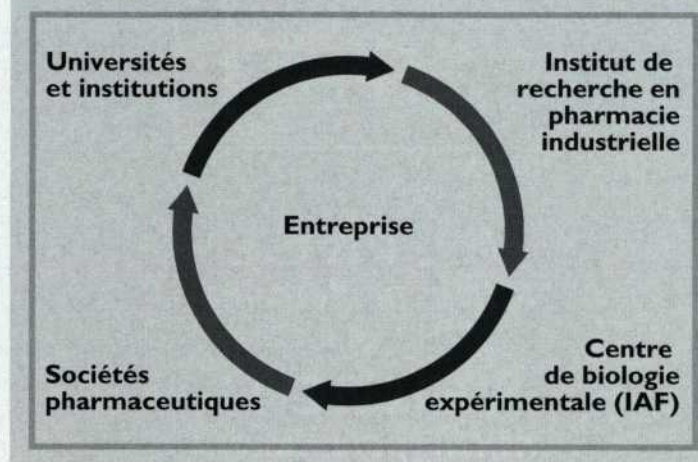 Universités
et institutions
Institut de
recherche en
pharmacie
industrielle
Entreprise
Sociétés
pharmaceutiques
Centre
de biologie
expérimentale (IAF)